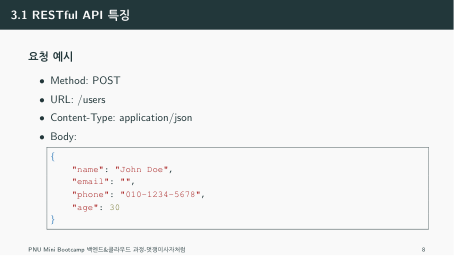 3.1 RESTful API 특징
요청 예시
• Method: POST
• URL: /users
• Content-Type: application/json
• Body:
{
"name": "John Doe",
"email": "",
"phone": "010-1234-5678",
"age": 30
}
PNU Mini Bootcamp 백엔드&클라우드 과정-멋쟁이사자처럼
8